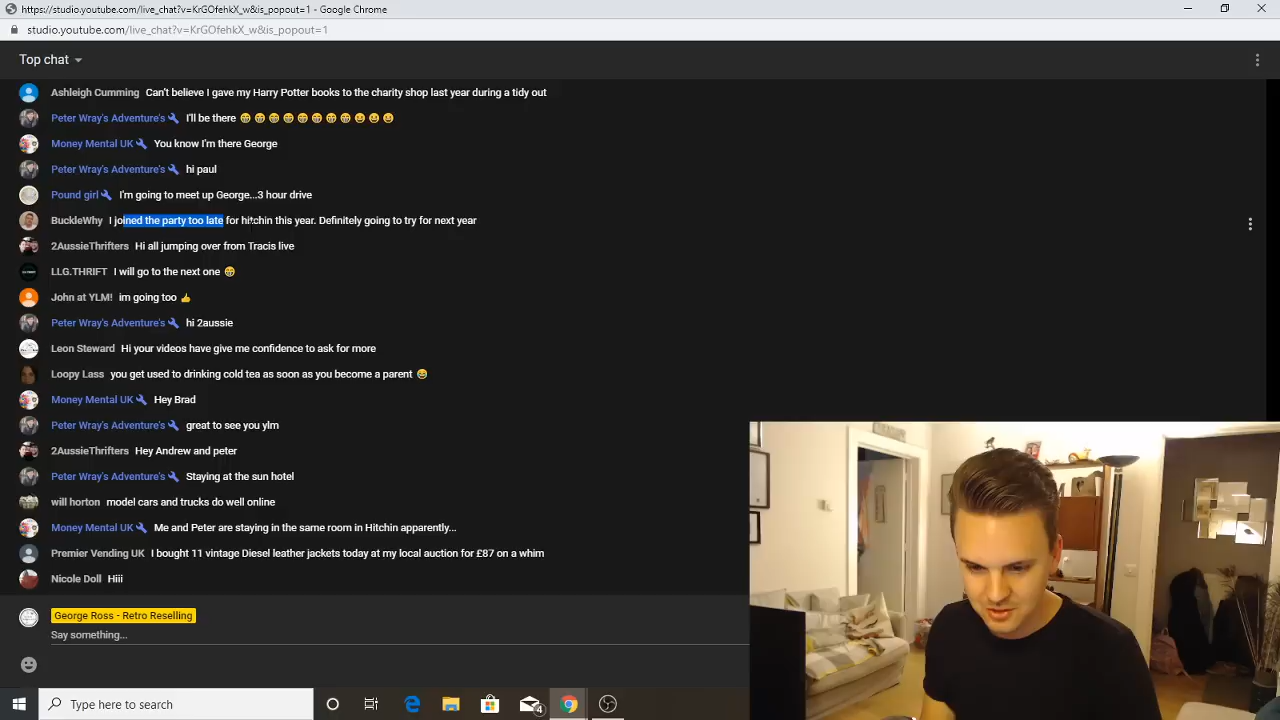 https://studio.youtube.com/live_chat?v=KrGOfehkX_w&is_popout=1 - Google Chrome
studio.youtube.com/live_chat?v=KrGOfehkX_w&is_popout=1
Top chat
Ashleigh Cumming Can't believe I gave my Harry Potter books to the charity shop last year during a tidy out
Peter Wray's Adventure's I'll be there 😁😁😁😁😁😁😁😁😄😄😄
Money Mental UK You know I'm there George
Peter Wray's Adventure's hi paul
Pound girl I'm going to meet up George...3 hour drive
BuckleWhy I joined the party too late for hitchin this year. Definitely going to try for next year
2AussieThrifters Hi all jumping over from Tracis live
LLG.THRIFT I will go to the next one 😁
John at YLM! im going too 👍
Peter Wray's Adventure's hi 2aussie
Leon Steward Hi your videos have give me confidence to ask for more
Loopy Lass you get used to drinking cold tea as soon as you become a parent 😂
Money Mental UK Hey Brad
Peter Wray's Adventure's great to see you ylm
2AussieThrifters Hey Andrew and peter
Peter Wray's Adventure's Staying at the sun hotel
will horton model cars and trucks do well online
Money Mental UK Me and Peter are staying in the same room in Hitchin apparently...
Premier Vending UK I bought 11 vintage Diesel leather jackets today at my local auction for £87 on a whim
Nicole Doll Hiii
George Ross - Retro Reselling
Say something...
Type here to search
4